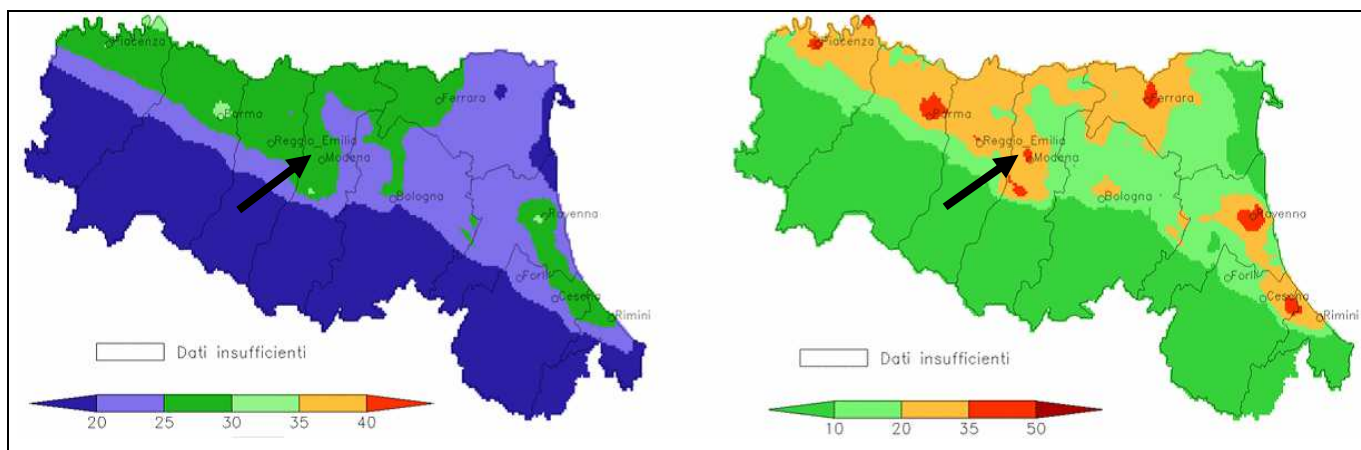 Piacenza
Parma
Reggio_Emilia
Modena
Ferrara
Bologna
Ravenna
Forlì
Cesena
Rimini
Dati insufficienti
20 25 30 35 40
Piacenza
Parma
Reggio_Emilia
Modena
Ferrara
Bologna
Ravenna
Forlì
Cesena
Rimini
Dati insufficienti
10 20 35 50